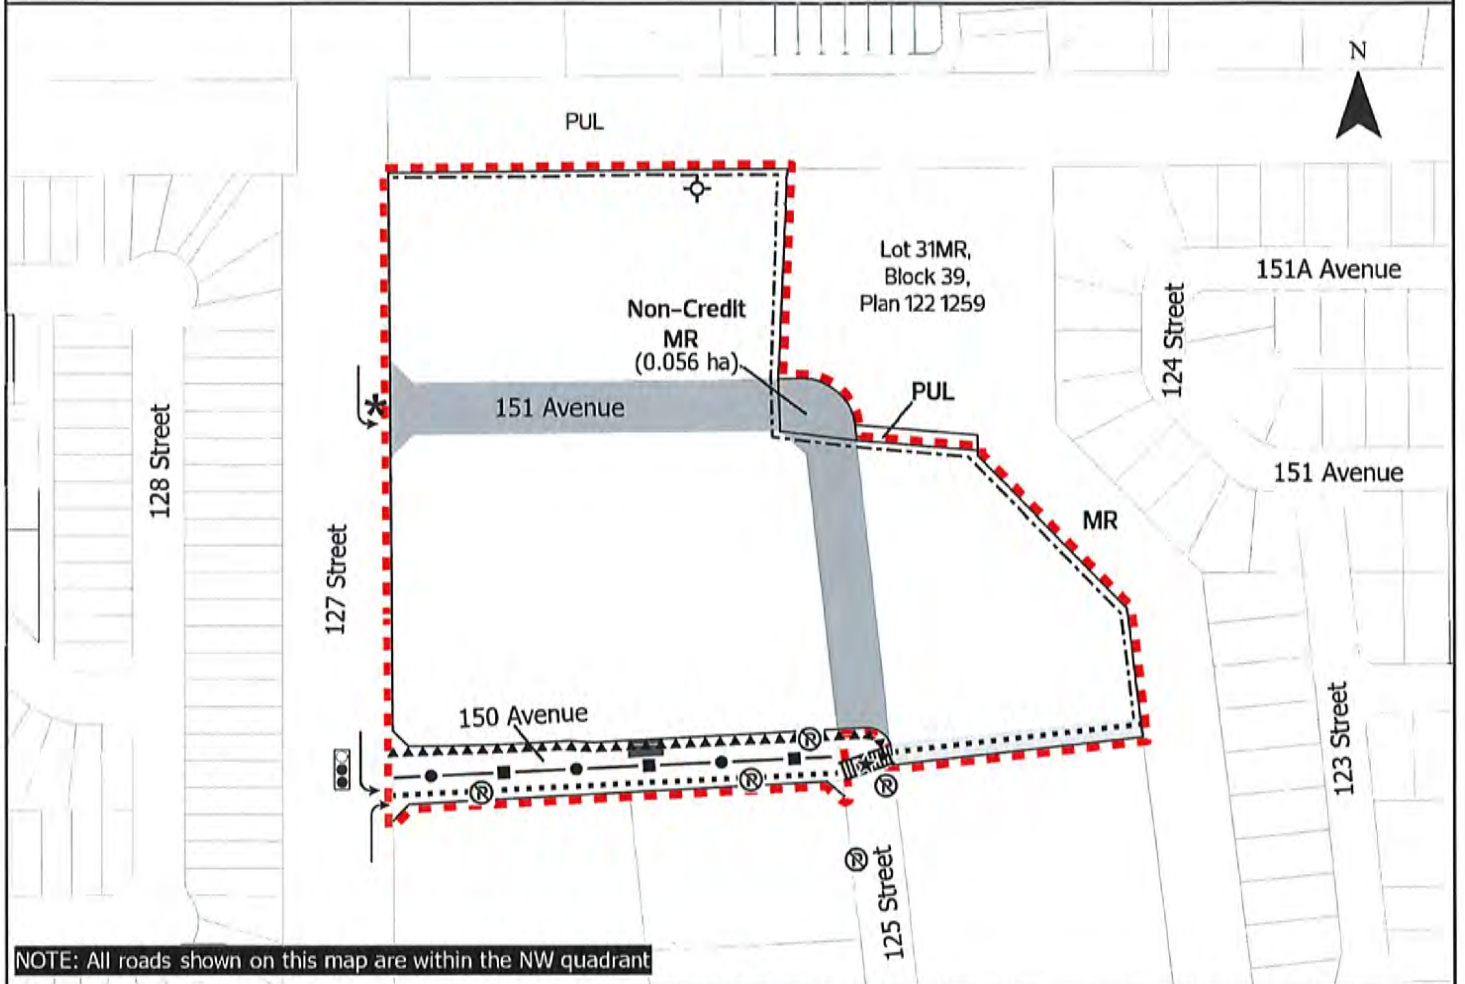 N
PUL
Lot 31MR,
Block 39,
Plan 122 1259
151A Avenue
124 Street
Non-Credit
MR
(0.056 ha)
PUL
151 Avenue
128 Street
151 Avenue
MR
127 Street
150 Avenue
123 Street
125 Street
NOTE: All roads shown on this map are within the NW quadrant